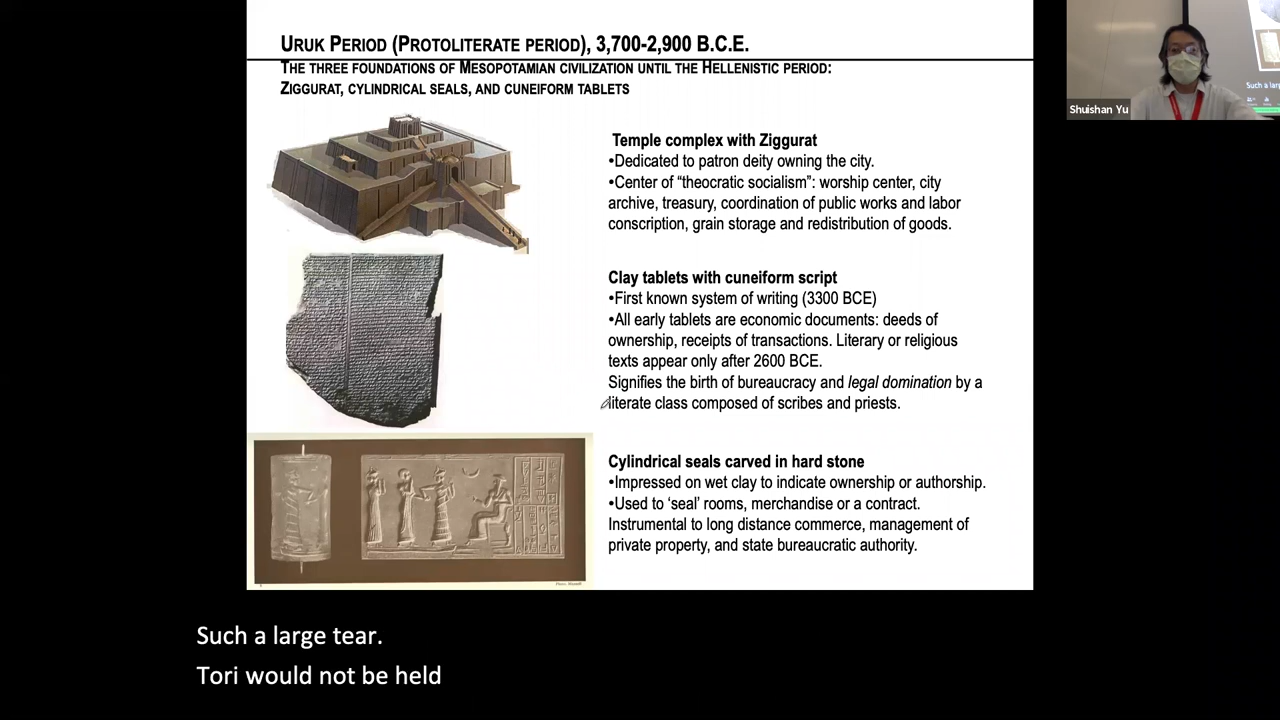 URUK PERIOD (PROTOLITERATE PERIOD), 3,700-2,900 B.C.E.
THE THREE FOUNDATIONS OF MESOPOTAMIAN CIVILIZATION UNTIL THE HELLENISTIC PERIOD:
ZIGGURAT, CYLINDRICAL SEALS, AND CUNEIFORM TABLETS
Temple complex with Ziggurat
•Dedicated to patron deity owning the city.
•Center of “theocratic socialism”: worship center, city
archive, treasury, coordination of public works and labor
conscription, grain storage and redistribution of goods.
Clay tablets with cuneiform script
•First known system of writing (3300 BCE)
•All early tablets are economic documents: deeds of
ownership, receipts of transactions. Literary or religious
texts appear only after 2600 BCE.
Signifies the birth of bureaucracy and legal domination by a
literate class composed of scribes and priests.
Cylindrical seals carved in hard stone
•Impressed on wet clay to indicate ownership or authorship.
•Used to ‘seal’ rooms, merchandise or a contract.
Instrumental to long distance commerce, management of
private property, and state bureaucratic authority.
Shuishan Yu
Such a lar
Such a large tear.
Tori would not be held